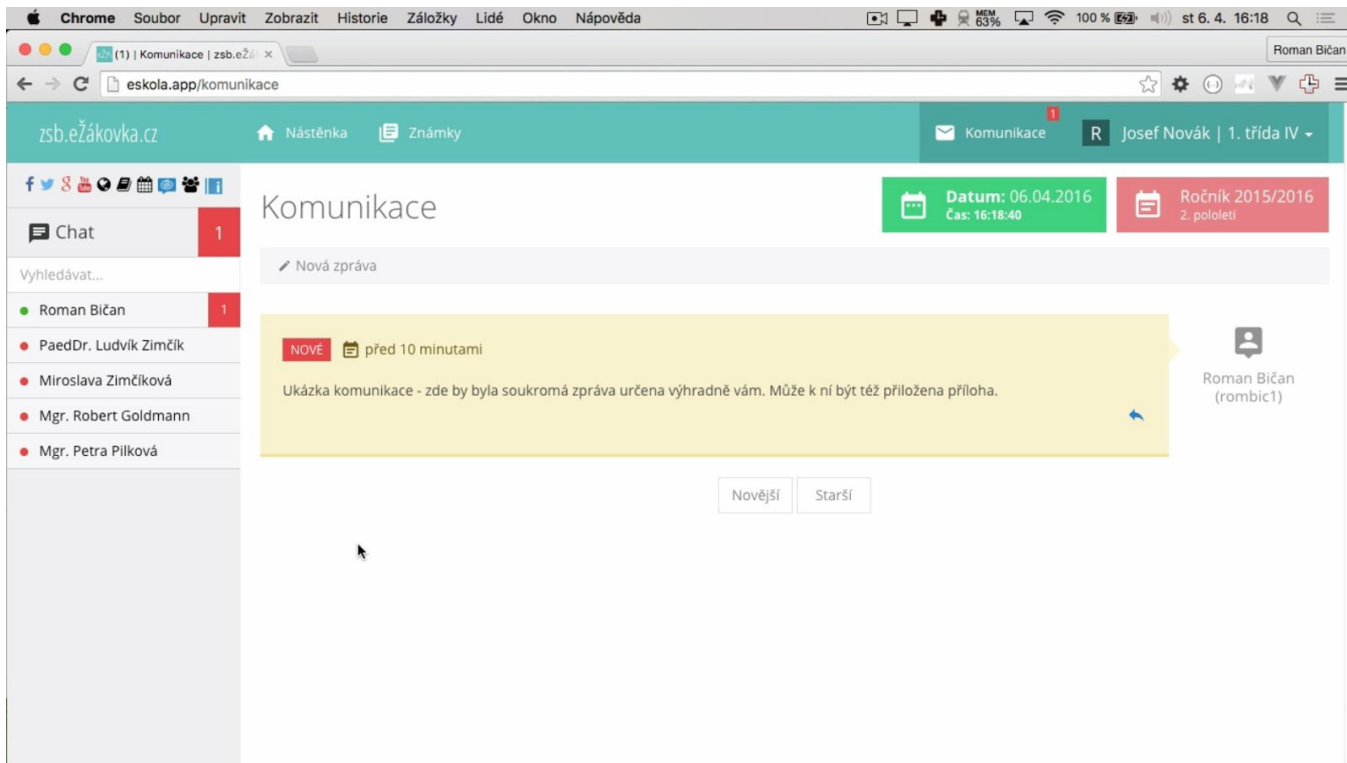 Chrome Soubor Upravit Zobrazit Historie Záložky Lidé Okno Nápověda MEM 63% 100 % st 6. 4. 16:18
(1) | Komunikace | zsb.eŽá
Roman Bičan
eskola.app/komunikace
zsb.eŽákovka.cz Nástěnka Známky Komunikace 1 R Josef Novák | 1. třída IV
Komunikace
Datum: 06.04.2016
Čas: 16:18:40
Ročník 2015/2016
2. pololetí
Chat 1
Vyhledávat...
Roman Bičan 1
PaedDr. Ludvík Zimčík
Miroslava Zimčíková
Mgr. Robert Goldmann
Mgr. Petra Pilková
Nová zpráva
NOVÉ před 10 minutami
Ukázka komunikace - zde by byla soukromá zpráva určena výhradně vám. Může k ní být též přiložena příloha.
Roman Bičan
(rombic1)
Novější Starší